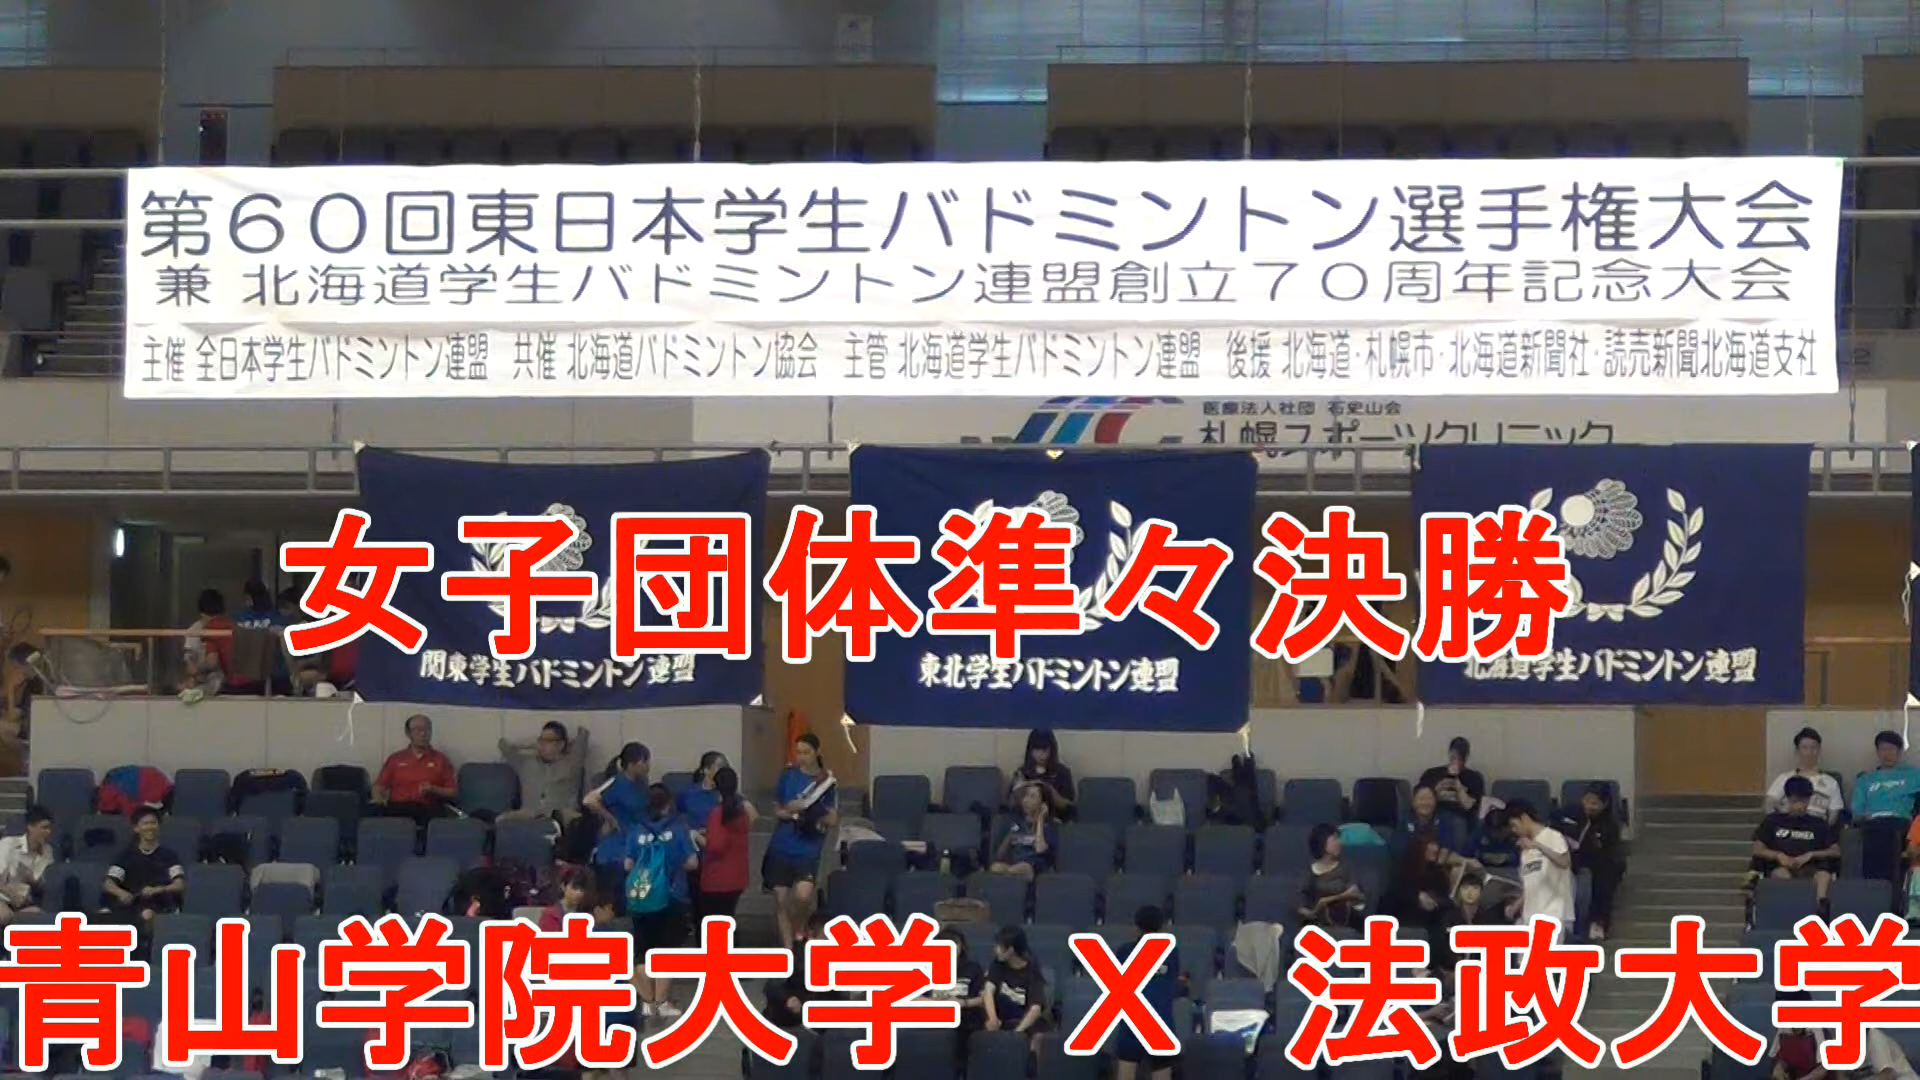 第６０回東日本学生バドミントン選手権大会
兼 北海道学生バドミントン連盟創立７０周年記念大会
主催 全日本学生バドミントン連盟 共催 北海道バドミントン協会 主管 北海道学生バドミントン連盟 後援 北海道・札幌市・北海道新聞社・読売新聞北海道支社
医療法人社団 石史山会
札幌スポーツクリニック
女子団体準々決勝
関東学生バドミントン連盟
東北学生バドミントン連盟
北海道学生バドミントン連盟
YONEX
青山学院大学 X 法政大学